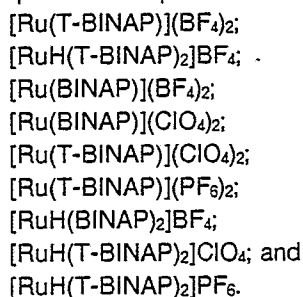 [Ru(T-BINAP)](BF₄)₂;
[RuH(T-BINAP)₂]BF₄;
[Ru(BINAP)](BF₄)₂;
[Ru(BINAP)](ClO₄)₂;
[Ru(T-BINAP)](ClO₄)₂;
[Ru(T-BINAP)](PF₆)₂;
[RuH(BINAP)₂]BF₄;
[RuH(T-BINAP)₂]ClO₄; and
[RuH(T-BINAP)₂]PF₆.